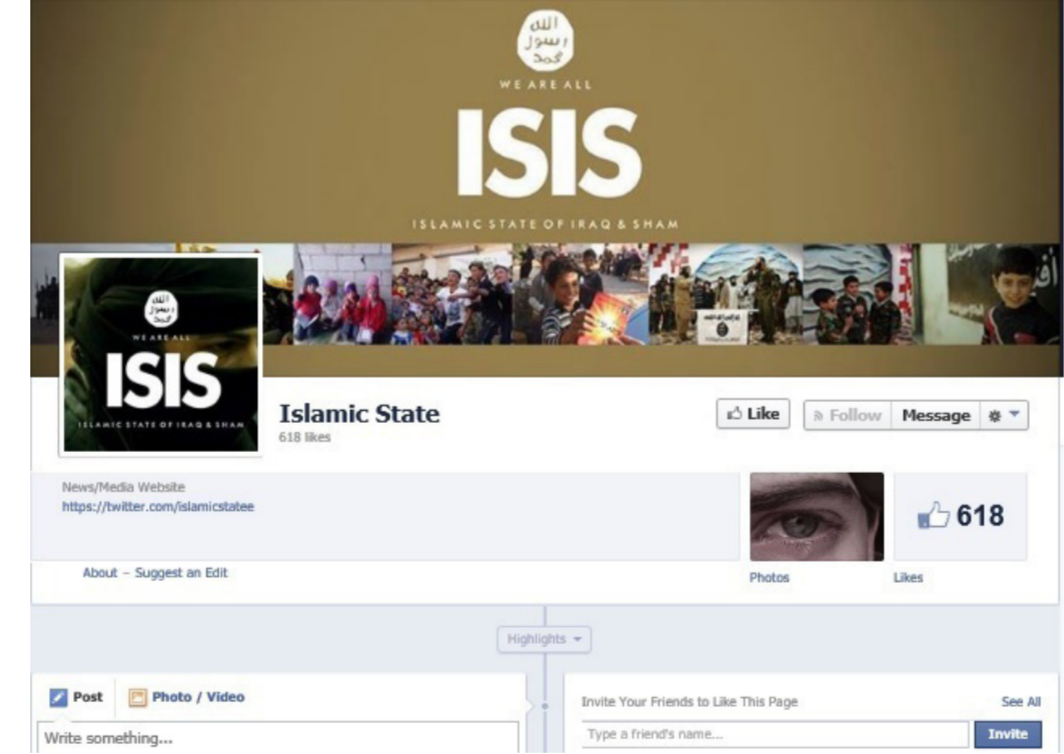 الله
رسول
محمد
WE ARE ALL
ISIS
ISLAMIC STATE OF IRAQ & SHAM
الله
رسول
محمد
WE ARE ALL
ISIS
ISLAMIC STATE OF IRAQ & SHAM
Islamic State
618 likes
Like
Follow
Message
News/Media Website
https://twitter.com/islamicstatee
618
About – Suggest an Edit
Photos
Likes
Highlights
Post
Photo / Video
Write something...
Invite Your Friends to Like This Page
See All
Type a friend's name...
Invite